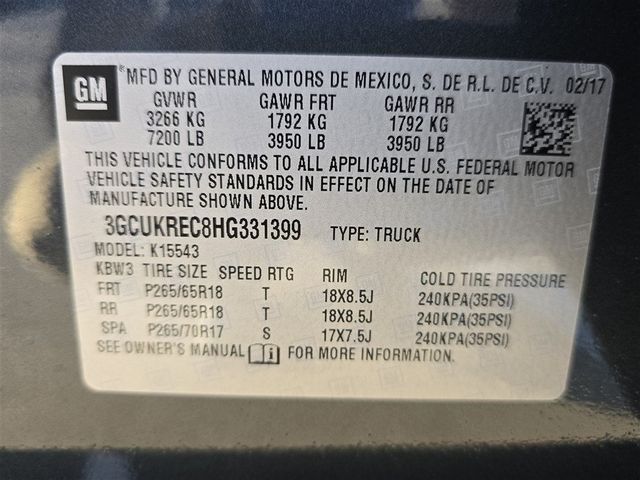 GM *MFD BY GENERAL MOTORS DE MEXICO, S. DE R.L. DE C.V. 02/17
GVWR GAWR FRT GAWR RR
3266 KG 1792 KG 1792 KG
7200 LB 3950 LB 3950 LB
THIS VEHICLE CONFORMS TO ALL APPLICABLE U.S. FEDERAL MOTOR
VEHICLE SAFETY STANDARDS IN EFFECT ON THE DATE OF
MANUFACTURE SHOWN ABOVE.
3GCUKREC8HG331399 TYPE: TRUCK
MODEL: K15543
KBW3 TIRE SIZE SPEED RTG RIM COLD TIRE PRESSURE
FRT P265/65R18 T 18X8.5J 240KPA(35PSI)
RR P265/65R18 T 18X8.5J 240KPA(35PSI)
SPA P265/70R17 S 17X7.5J 240KPA(35PSI)
SEE OWNER'S MANUAL i FOR MORE INFORMATION.